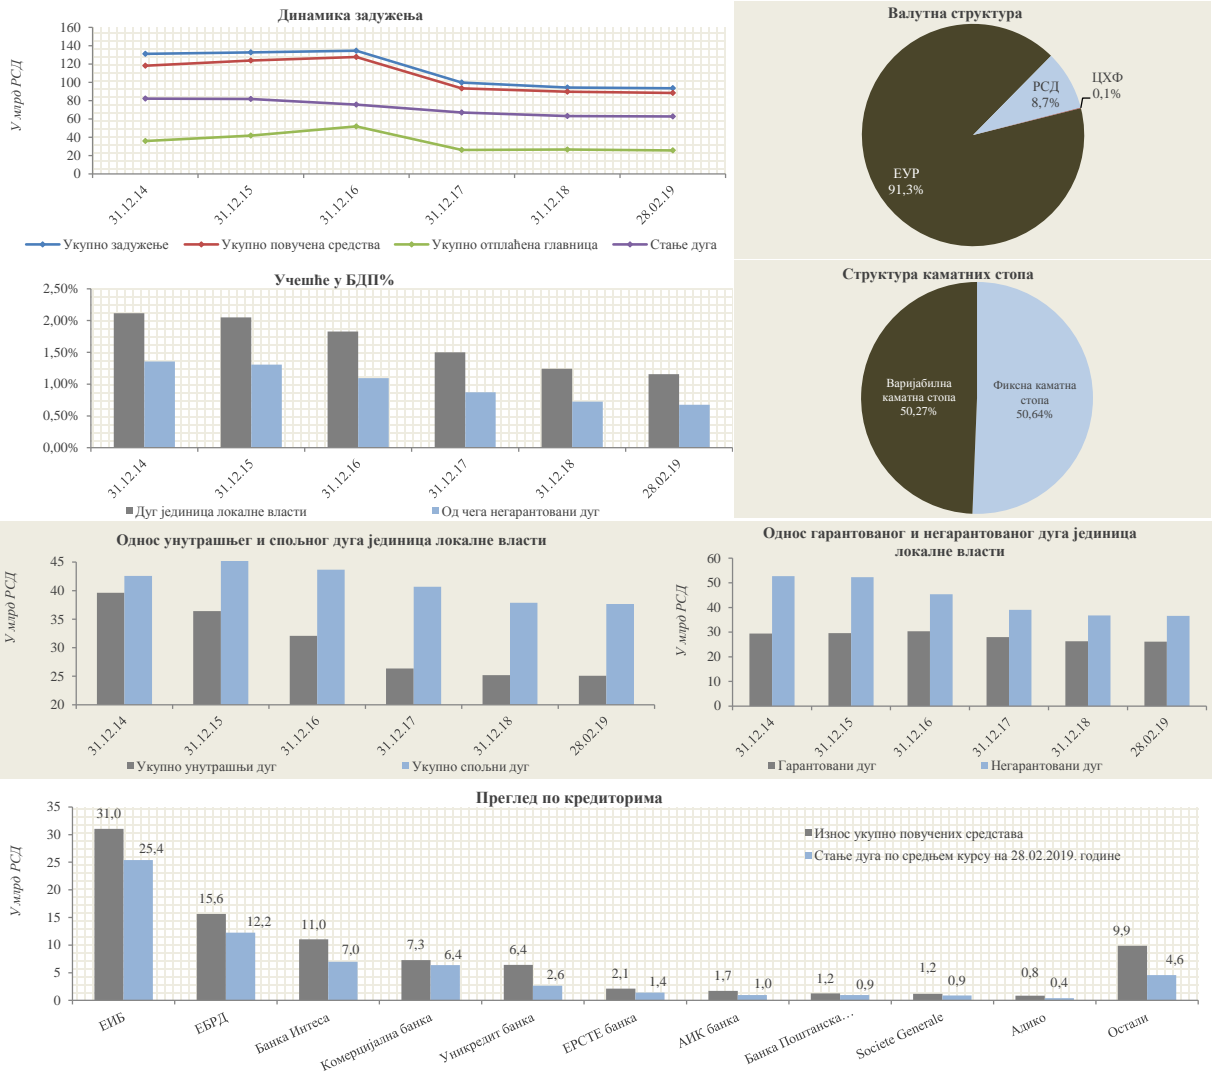 Динамика задужења
У млрд РСД
160
140
120
100
80
60
40
20
0
31.12.14
31.12.15
31.12.16
31.12.17
31.12.18
28.02.19
Укупно задужење
Укупно повучена средства
Укупно отплаћена главница
Стање дуга
Валутна структура
РСД
8,7%
ЦХФ
0,1%
ЕУР
91,3%
Учешће у БДП%
2,50%
2,00%
1,50%
1,00%
0,50%
0,00%
31.12.14
31.12.15
31.12.16
31.12.17
31.12.18
28.02.19
Дуг јединица локалне власти
Од чега негарантовани дуг
Структура каматних стопа
Варијабилна
каматна стопа
50,27%
Фиксна каматна
стопа
50,64%
Однос унутрашњег и спољног дуга јединица локалне власти
У млрд РСД
45
40
35
30
25
20
31.12.14
31.12.15
31.12.16
31.12.17
31.12.18
28.02.19
Укупно унутрашњи дуг
Укупно спољни дуг
Однос гарантованог и негарантованог дуга јединица
локалне власти
У млрд РСД
60
50
40
30
20
10
0
31.12.14
31.12.15
31.12.16
31.12.17
31.12.18
28.02.19
Гарантовани дуг
Негарантовани дуг
Преглед по кредиторима
У млрд РСД
35
30
25
20
15
10
5
0
Износ укупно повучених средстава
Стање дуга по средњем курсу на 28.02.2019. године
31,0
25,4
15,6
12,2
11,0
7,0
7,3
6,4
6,4
2,6
2,1
1,4
1,7
1,0
1,2
0,9
1,2
0,9
0,8
0,4
9,9
4,6
ЕИБ
ЕБРД
Банка Интеса
Комерцијална банка
Уникредит банка
ЕРСТЕ банка
АИК банка
Банка Поштанска…
Societe Generale
Адико
Остали